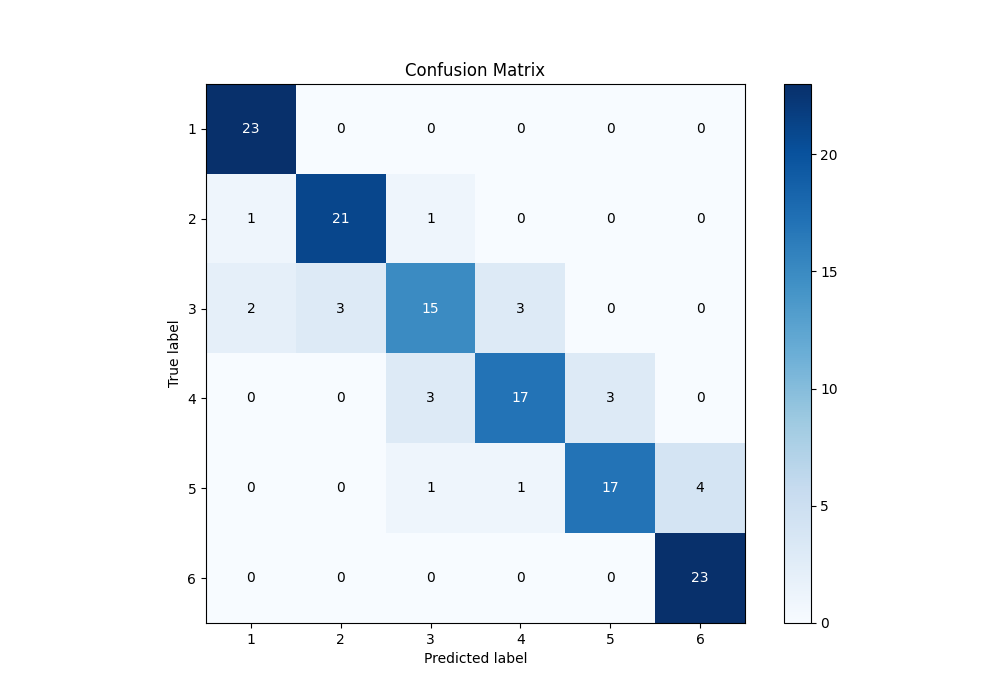 Confusion Matrix
1 23 0 0 0 0 0
2 1 21 1 0 0 0
3 2 3 15 3 0 0
4 0 0 3 17 3 0
5 0 0 1 1 17 4
6 0 0 0 0 0 23
1 2 3 4 5 6
Predicted label
True label
20
15
10
5
0